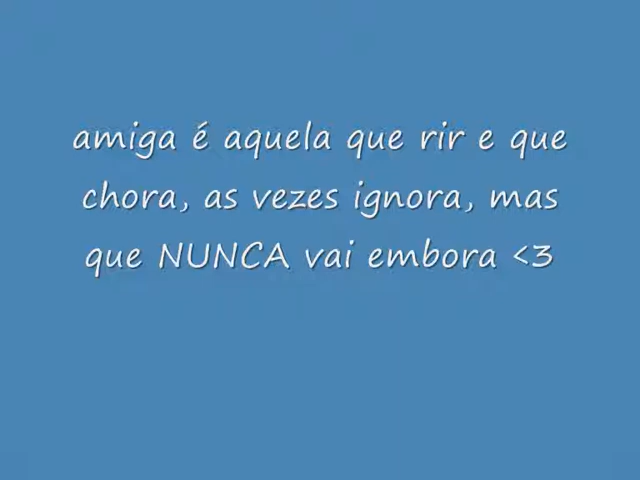 amiga é aquela que rir e que
chora, as vezes ignora, mas
que NUNCA vai embora <3